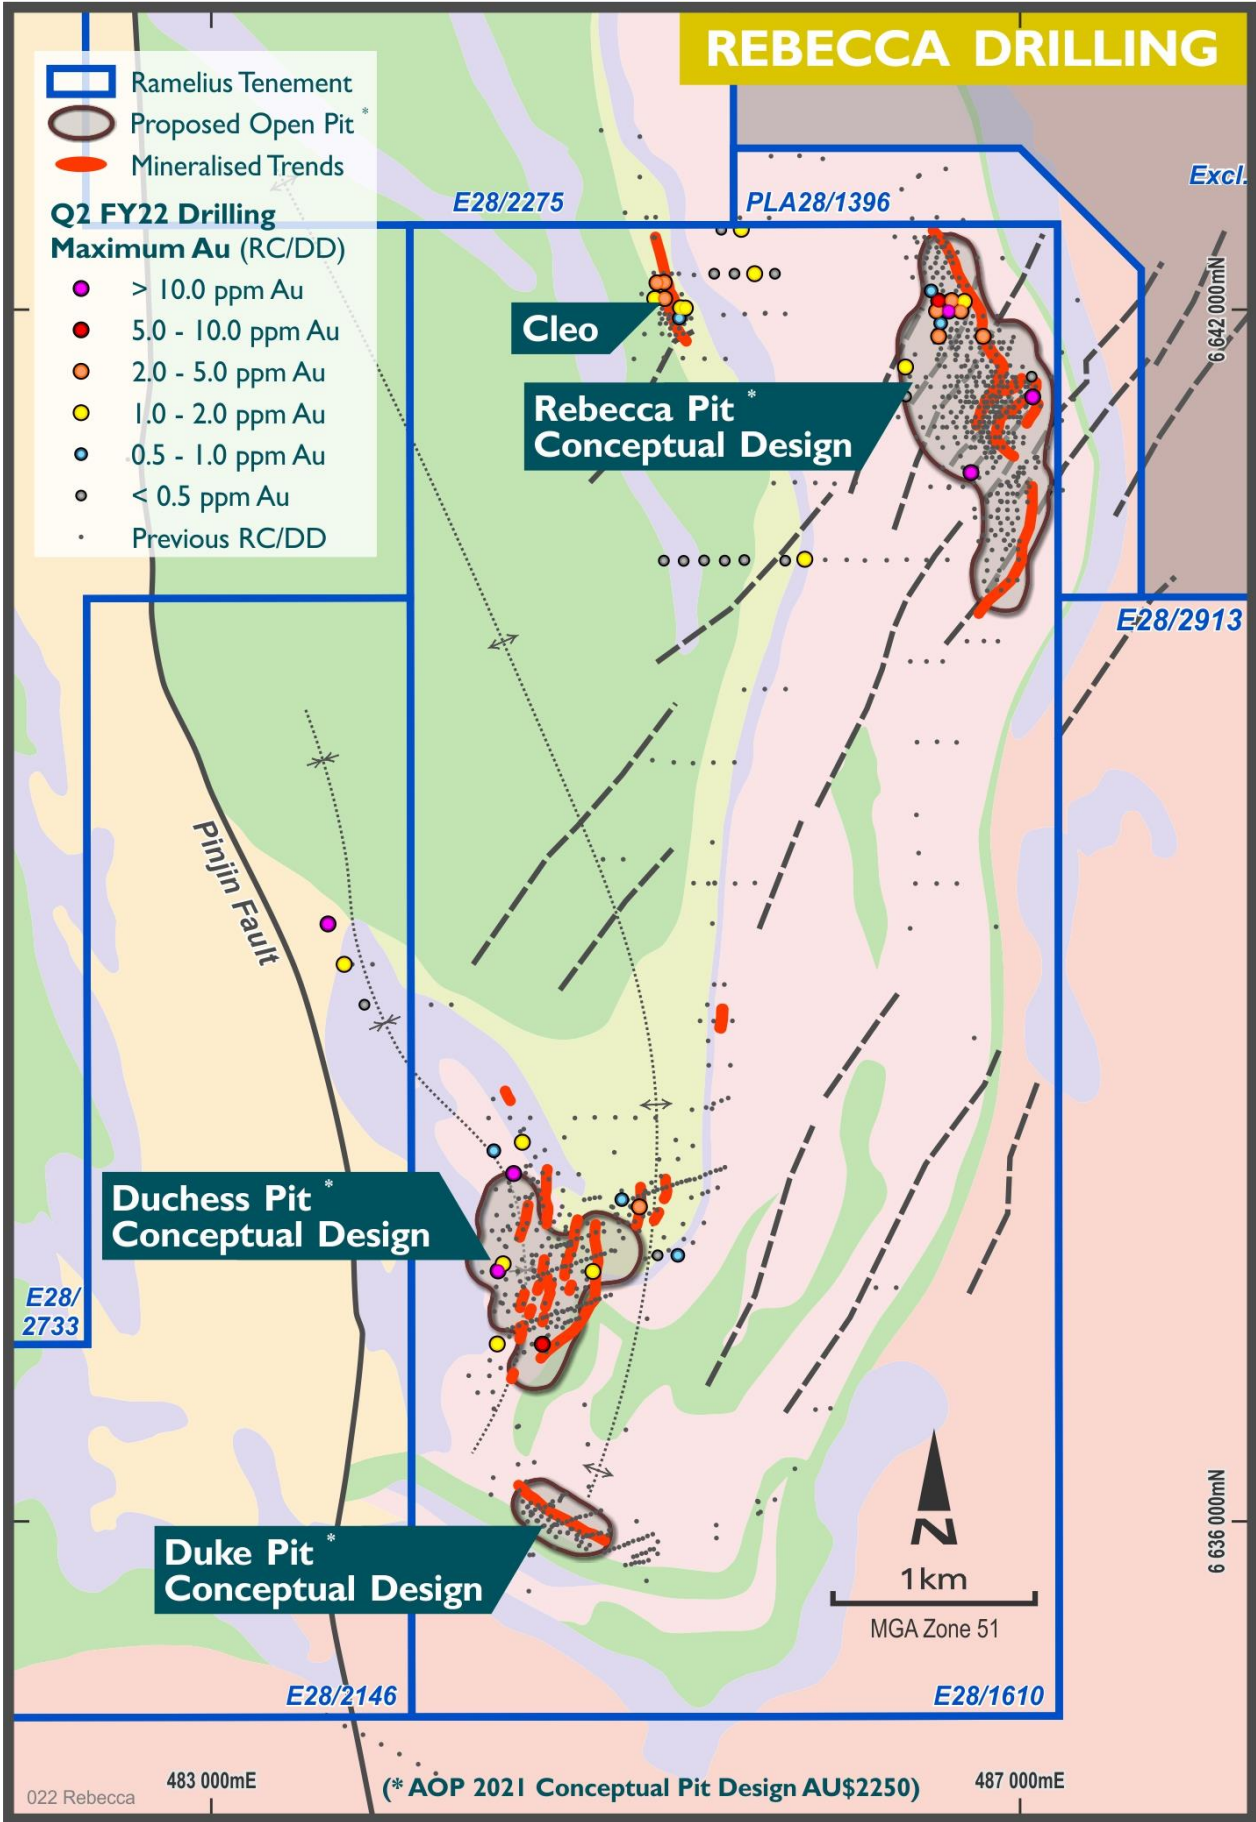 REBECCA DRILLING
Ramelius Tenement
Proposed Open Pit *
Mineralised Trends
Q2 FY22 Drilling
Maximum Au (RC/DD)
> 10.0 ppm Au
5.0 - 10.0 ppm Au
2.0 - 5.0 ppm Au
1.0 - 2.0 ppm Au
0.5 - 1.0 ppm Au
< 0.5 ppm Au
Previous RC/DD
E28/2275
PLA28/1396
Excl.
6 642 000mN
Cleo
Rebecca Pit *
Conceptual Design
E28/2913
Pinjin Fault
Duchess Pit *
Conceptual Design
E28/
2733
Duke Pit *
Conceptual Design
N
6 636 000mN
1km
MGA Zone 51
E28/2146
E28/1610
483 000mE
487 000mE
(* AOP 2021 Conceptual Pit Design AU$2250)
022 Rebecca